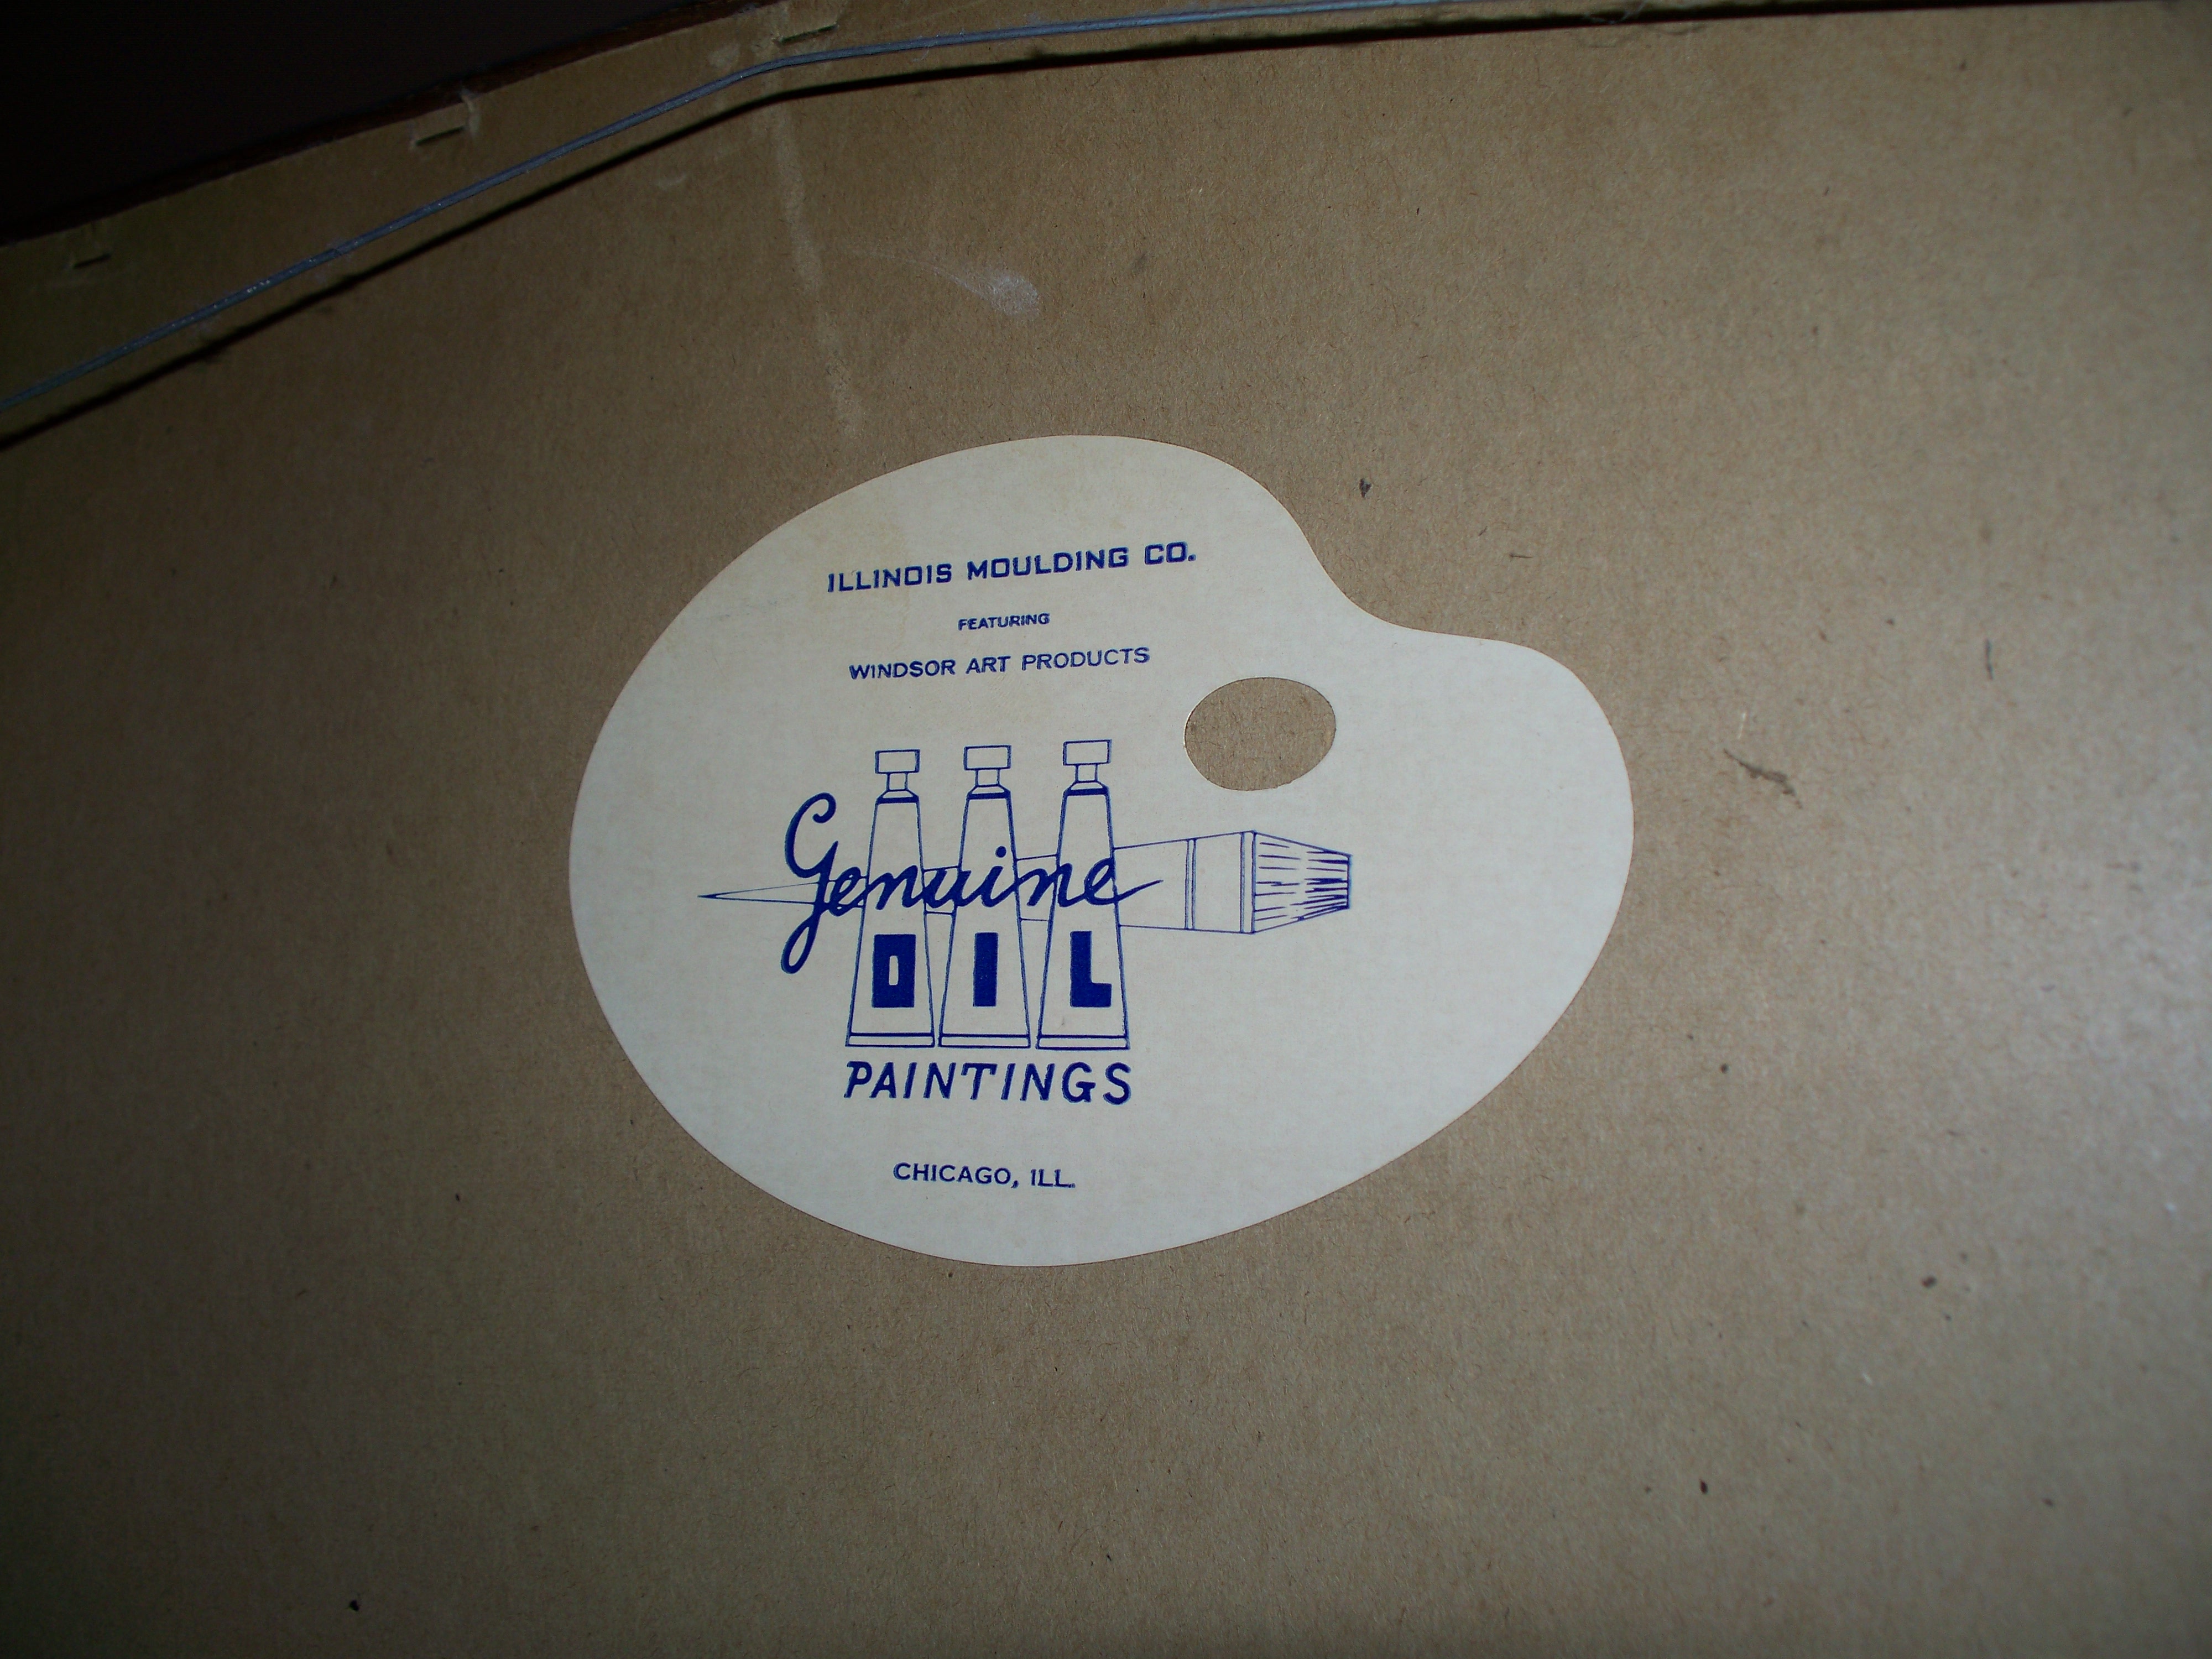 ILLINOIS MOULDING CO.
FEATURING
WINDSOR ART PRODUCTS
Genuine
OIL
PAINTINGS
CHICAGO, ILL.